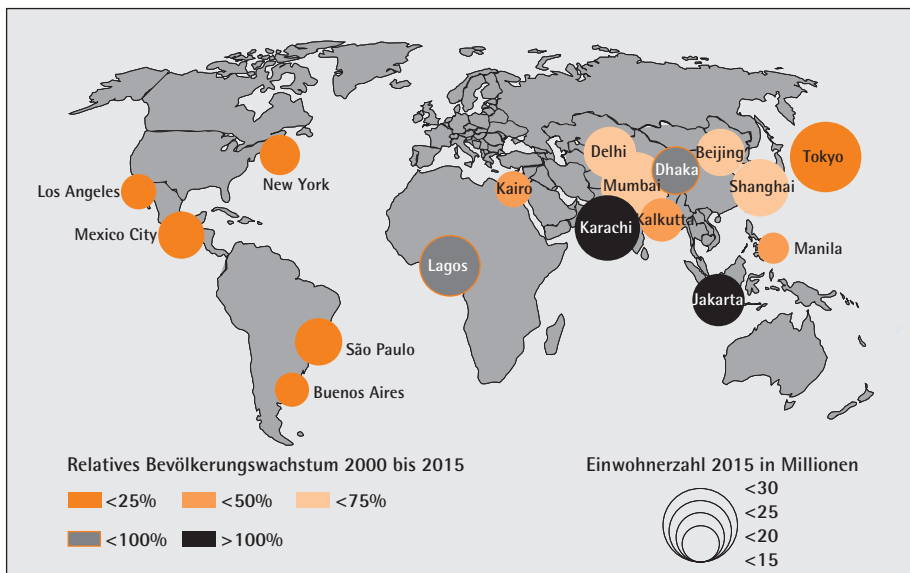 Delhi
Beijing
Tokyo
Dhaka
New York
Los Angeles
Kairo
Mumbai
Shanghai
Mexico City
Kalkutta
Karachi
Manila
Lagos
Jakarta
São Paulo
Buenos Aires
Relatives Bevölkerungswachstum 2000 bis 2015
<25% <50% <75%
<100% >100%
Einwohnerzahl 2015 in Millionen
<30
<25
<20
<15